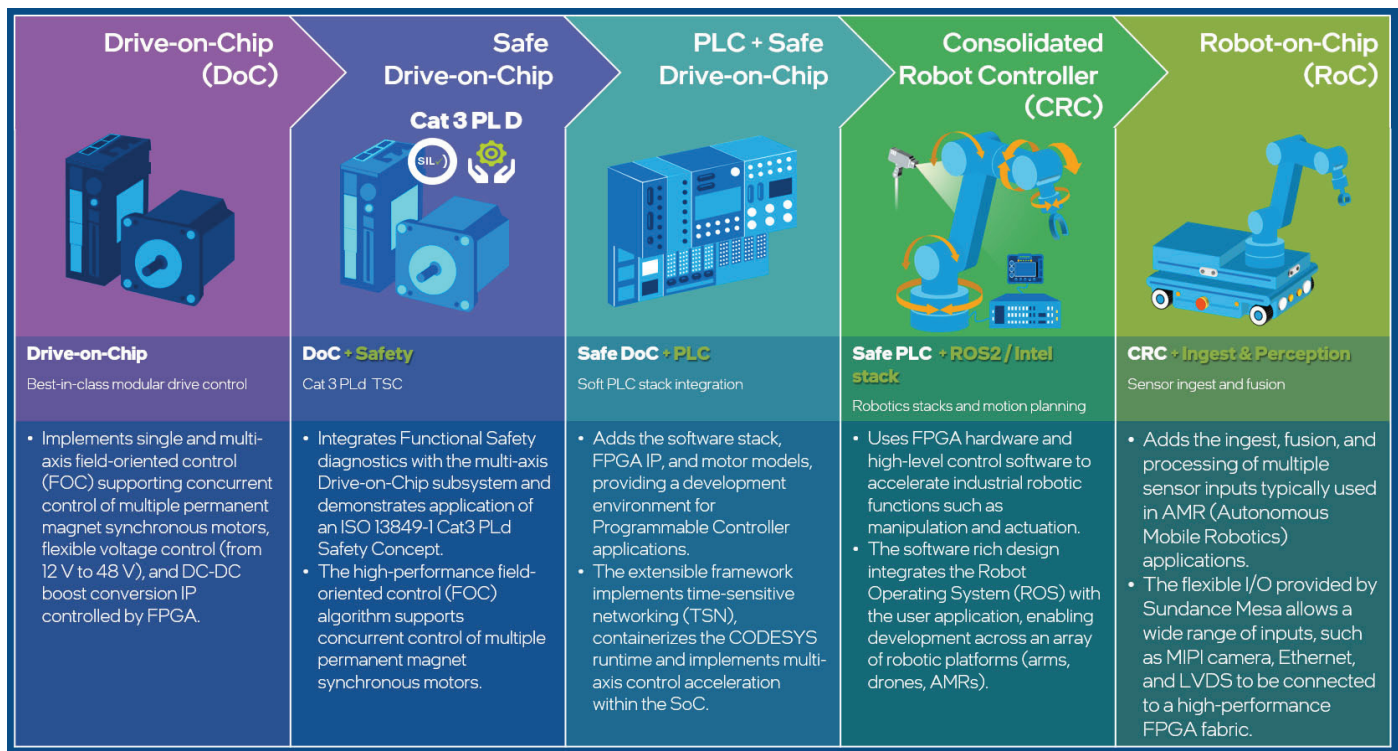 Drive-on-Chip
(DoC)
Safe
Drive-on-Chip
Cat 3 PL D
SIL
PLC + Safe
Drive-on-Chip
Consolidated
Robot Controller
(CRC)
Robot-on-Chip
(RoC)
Drive-on-Chip
Best-in-class modular drive control
• Implements single and multi-
axis field-oriented control
(FOC) supporting concurrent
control of multiple permanent
magnet synchronous motors,
flexible voltage control (from
12 V to 48 V), and DC-DC
boost conversion IP
controlled by FPGA.
DoC + Safety
Cat 3 PLd TSC
• Integrates Functional Safety
diagnostics with the multi-axis
Drive-on-Chip subsystem and
demonstrates application of
an ISO 13849-1 Cat3 PLd
Safety Concept.
• The high-performance field-
oriented control (FOC)
algorithm supports
concurrent control of multiple
permanent magnet
synchronous motors.
Safe DoC + PLC
Soft PLC stack integration
• Adds the software stack,
FPGA IP, and motor models,
providing a development
environment for
Programmable Controller
applications.
• The extensible framework
implements time-sensitive
networking (TSN),
containerizes the CODESYS
runtime and implements multi-
axis control acceleration
within the SoC.
Safe PLC + ROS2 / Intel
stack
Robotics stacks and motion planning
• Uses FPGA hardware and
high-level control software to
accelerate industrial robotic
functions such as
manipulation and actuation.
• The software rich design
integrates the Robot
Operating System (ROS) with
the user application, enabling
development across an array
of robotic platforms (arms,
drones, AMRs).
CRC + Ingest & Perception
Sensor ingest and fusion
• Adds the ingest, fusion, and
processing of multiple
sensor inputs typically used
in AMR (Autonomous
Mobile Robotics)
applications.
• The flexible I/O provided by
Sundance Mesa allows a
wide range of inputs, such
as MIPI camera, Ethernet,
and LVDS to be connected
to a high-performance
FPGA fabric.